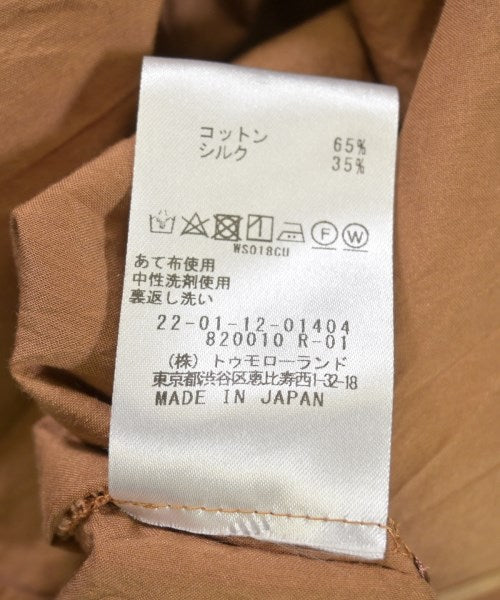 コットン 65%
シルク 35%
F W
WS018CU
あて布使用
中性洗剤使用
裏返し洗い
22-01-12-01404
820010 R-01
(株) トゥモローランド
東京都渋谷区恵比寿西1-32-18
MADE IN JAPAN